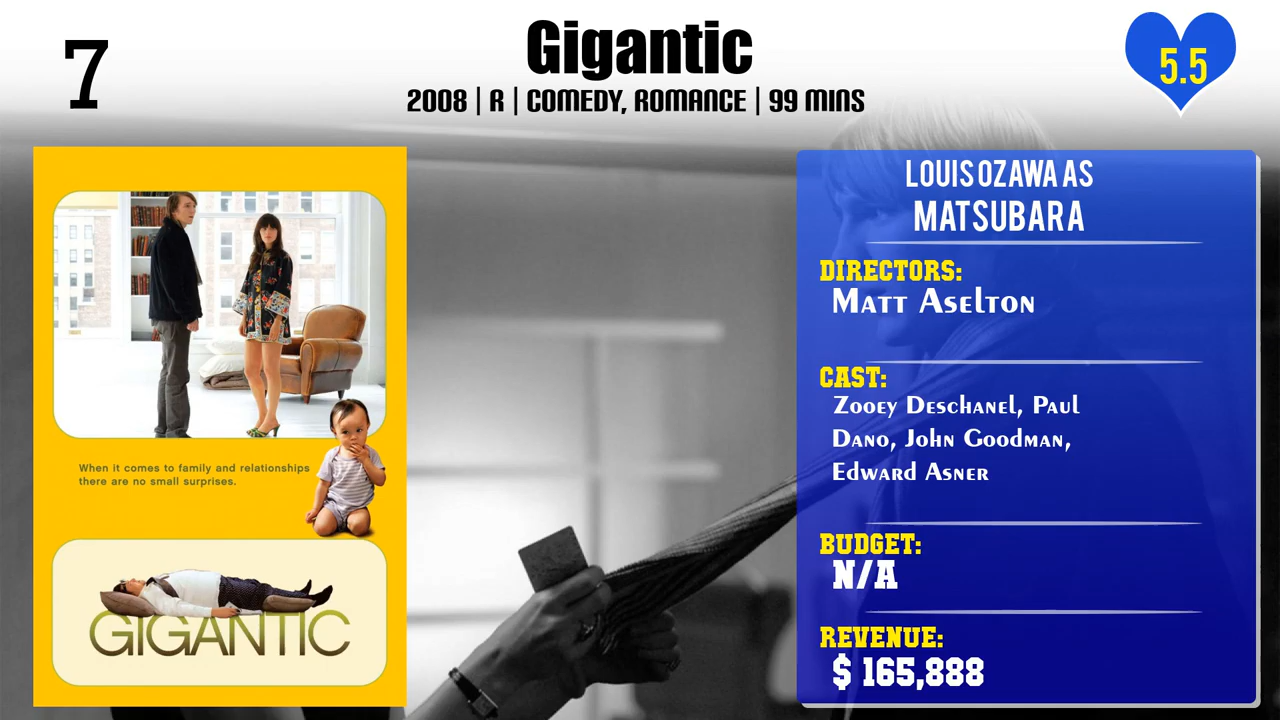 7
Gigantic
2008 | R | COMEDY, ROMANCE | 99 MINS
5.5
When it comes to family and relationships
there are no small surprises.
GIGANTIC
LOUIS OZAWA AS
MATSUBARA
DIRECTORS:
Matt Aselton
CAST:
Zooey Deschanel, Paul
Dano, John Goodman,
Edward Asner
BUDGET:
N/A
REVENUE:
$ 165,888